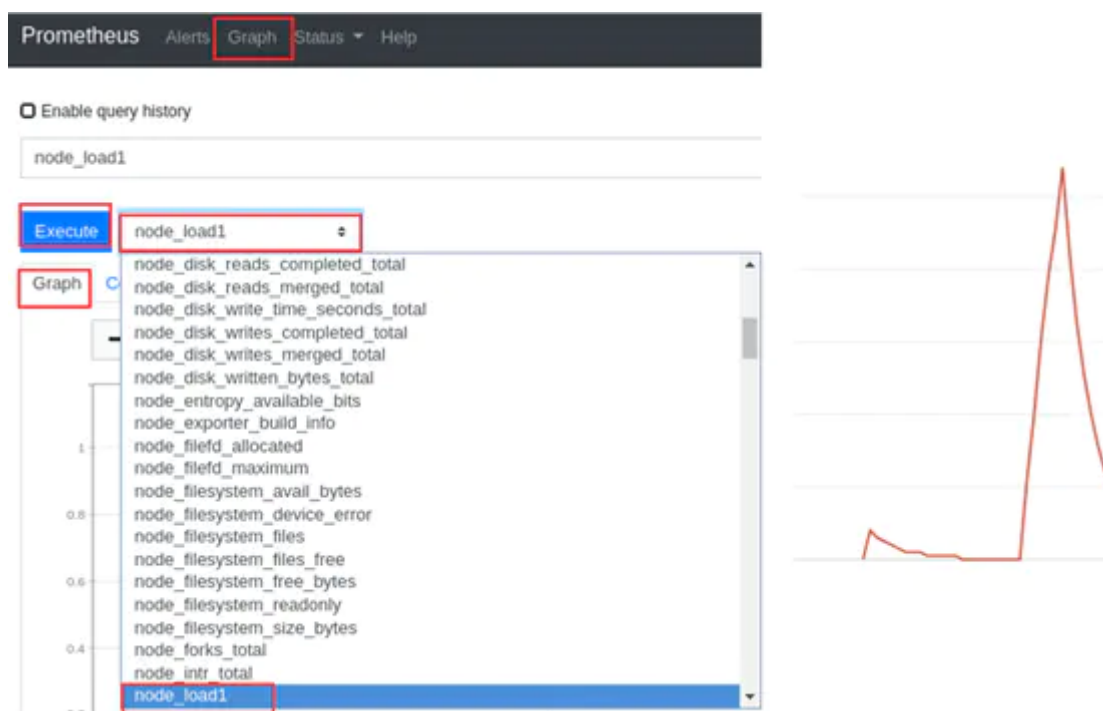 Prometheus Alerts Graph Status Help
Enable query history
node_load1
Execute node_load1
node_disk_reads_completed_total
Graph
node_disk_reads_merged_total
node_disk_write_time_seconds_total
node_disk_writes_completed_total
node_disk_writes_merged_total
node_disk_written_bytes_total
node_entropy_available_bits
node_exporter_build_info
1 node_filefd_allocated
node_filefd_maximum
node_filesystem_avail_bytes
0.8 node_filesystem_device_error
node_filesystem_files
node_filesystem_files_free
0.6 node_filesystem_free_bytes
node_filesystem_readonly
node_filesystem_size_bytes
0.4 node_forks_total
node_intr_total
node_load1